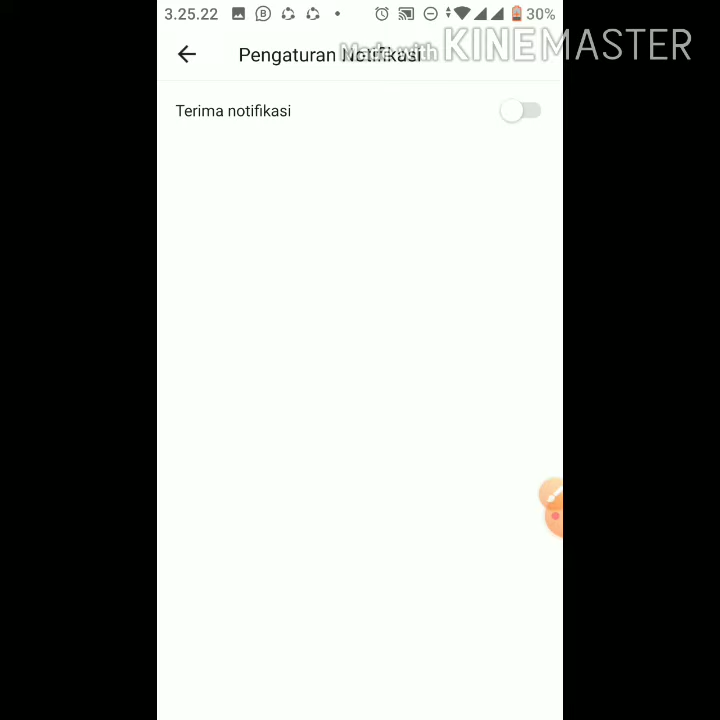 3.25.22 B 30%
Made with KINEMASTER
Pengaturan Notifikasi
Terima notifikasi